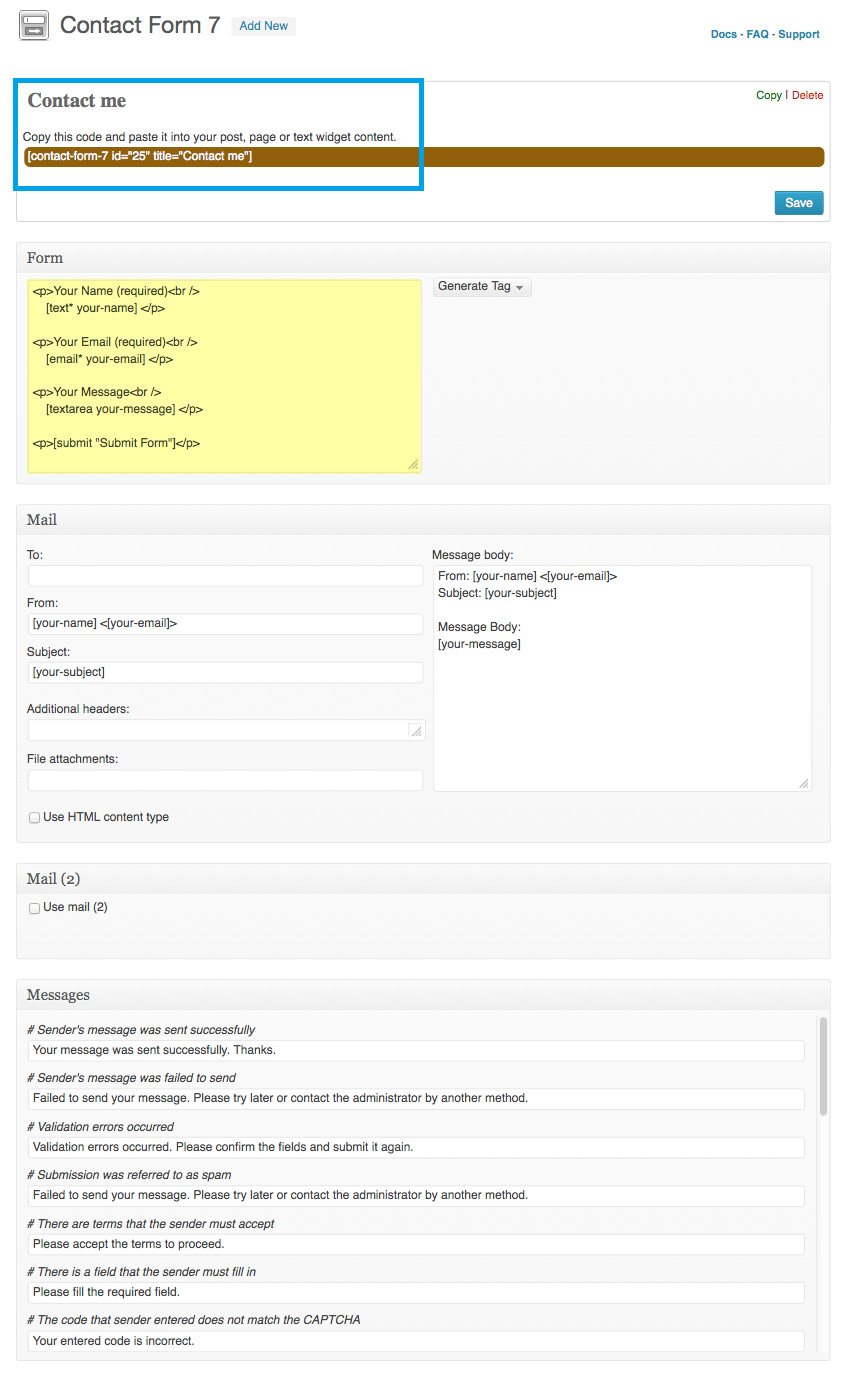 Contact Form 7 Add New
Docs - FAQ - Support
Contact me
Copy | Delete
Copy this code and paste it into your post, page or text widget content.
[contact-form-7 id="25" title="Contact me"]
Save
Form
<p>Your Name (required)<br />
[text* your-name] </p>
<p>Your Email (required)<br />
[email* your-email] </p>
<p>Your Message<br />
[textarea your-message] </p>
<p>[submit "Submit Form"]</p>
Generate Tag
Mail
To:
From:
[your-name] <[your-email]>
Subject:
[your-subject]
Additional headers:
File attachments:
Use HTML content type
Message body:
From: [your-name] <[your-email]>
Subject: [your-subject]
Message Body:
[your-message]
Mail (2)
Use mail (2)
Messages
# Sender's message was sent successfully
Your message was sent successfully. Thanks.
# Sender's message was failed to send
Failed to send your message. Please try later or contact the administrator by another method.
# Validation errors occurred
Validation errors occurred. Please confirm the fields and submit it again.
# Submission was referred to as spam
Failed to send your message. Please try later or contact the administrator by another method.
# There are terms that the sender must accept
Please accept the terms to proceed.
# There is a field that the sender must fill in
Please fill the required field.
# The code that sender entered does not match the CAPTCHA
Your entered code is incorrect.